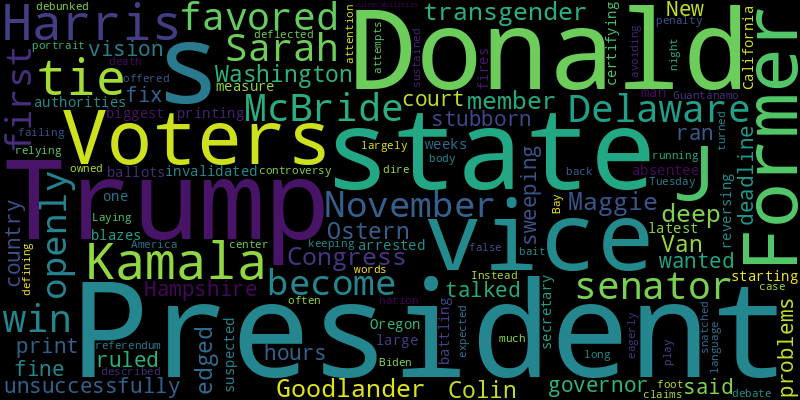 debunked
Harris
favored
transgender
New
vulnerabilities
penalty
portrait
vision
Sarah
deflected
attention
attempts
sustained
Donald
fires
certifying
avoiding
night
California
Former
first
tie
s
death
offered
Washington
measure
man
Guantanamo
authorities
fix
biggest
printing
McBride
court
member
Delaware
failing
Voters
stubborn
state
ran
turned
deadline
relying
largely
weeks
body
dire
back
running
J
owned
ballots
invalidated
controversy
absentee
Tuesday
Trump
openly
one
November
vice
sweeping
Bay
Maggie
deep
reversing
country
Laying
blazes
Ostern
latest
Van
defining
America
center
keeping
arrested
false
bait
wanted
Kamala
Congress
words
Instead
senator
starting
case
Hampshire
often
become
nation
talked
secretary
win
President
Oregon
battling
expected
eagerly
play
snatched
language
problems
print
referendum
edged
suspected
hours
large
much
long
fine
ruled
described
Biden
unsuccessfully
Goodlander
Colin
governor
foot
claims
said
debate